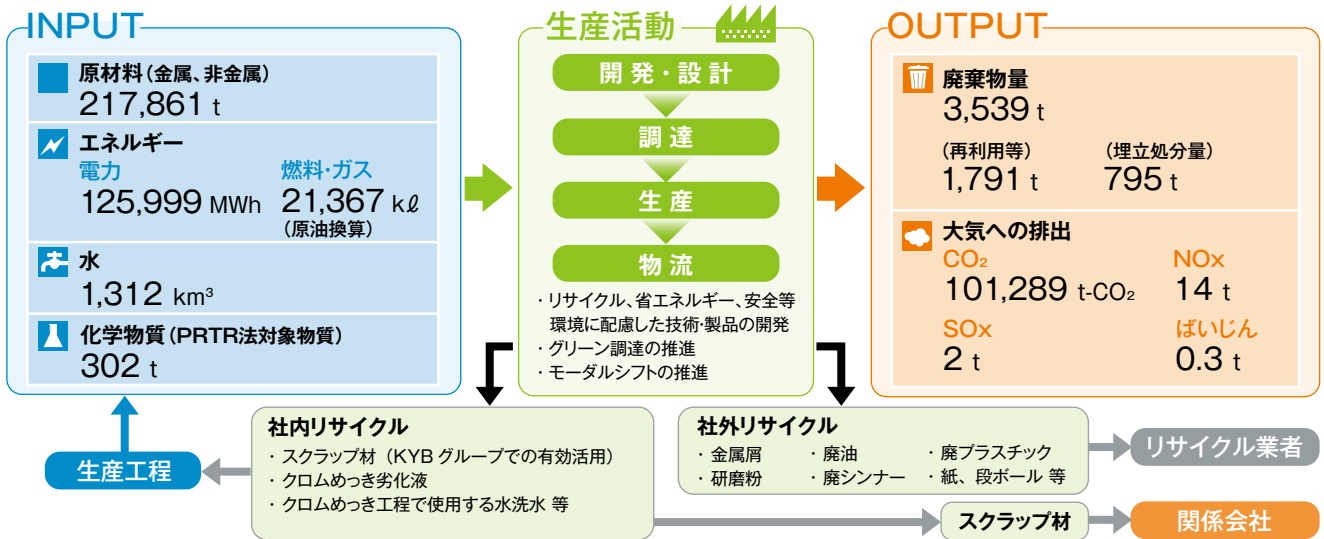 INPUT
原材料(金属、非金属)
217,861 t
エネルギー
電力 燃料・ガス
125,999 MWh 21,367 kℓ
(原油換算)
水
1,312 km³
化学物質(PRTR法対象物質)
302 t
生産活動
開発・設計
調達
生産
物流
・リサイクル、省エネルギー、安全等
環境に配慮した技術・製品の開発
・グリーン調達の推進
・モーダルシフトの推進
OUTPUT
廃棄物量
3,539 t
(再利用等) (埋立処分量)
1,791 t 795 t
大気への排出
CO₂ NOx
101,289 t-CO₂ 14 t
SOx ばいじん
2 t 0.3 t
生産工程
社内リサイクル
・スクラップ材(KYB グループでの有効活用)
・クロムめっき劣化液
・クロムめっき工程で使用する水洗水 等
社外リサイクル
・金属屑 ・廃油 ・廃プラスチック
・研磨粉 ・廃シンナー ・紙、段ボール 等
リサイクル業者
スクラップ材
関係会社